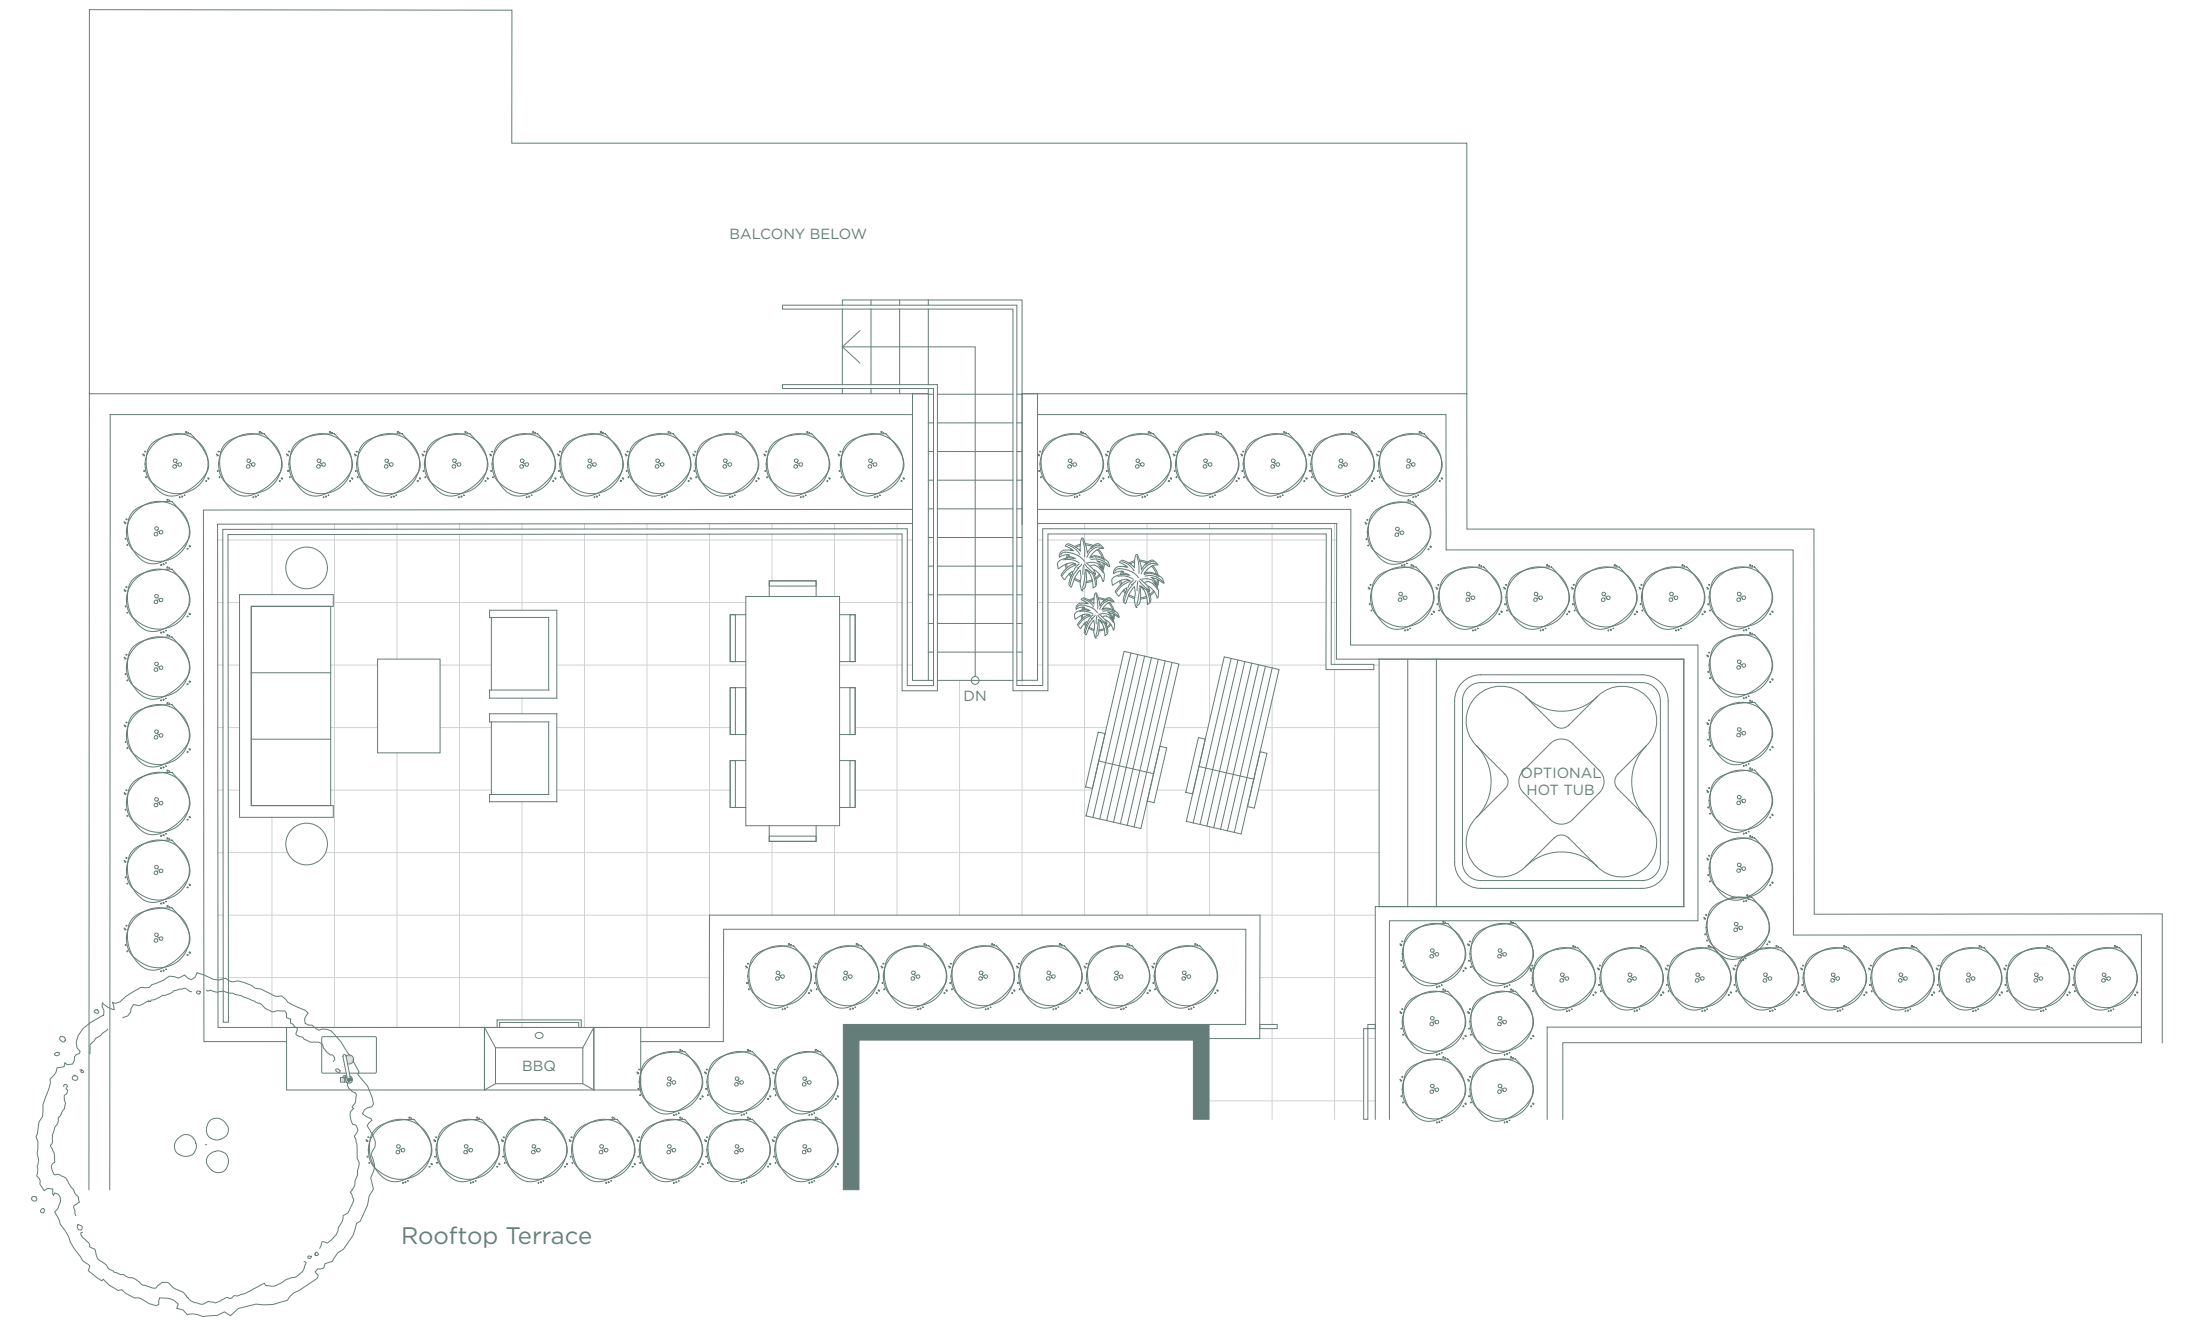 BALCONY BELOW
DN
OPTIONAL
HOT TUB
BBQ
Rooftop Terrace